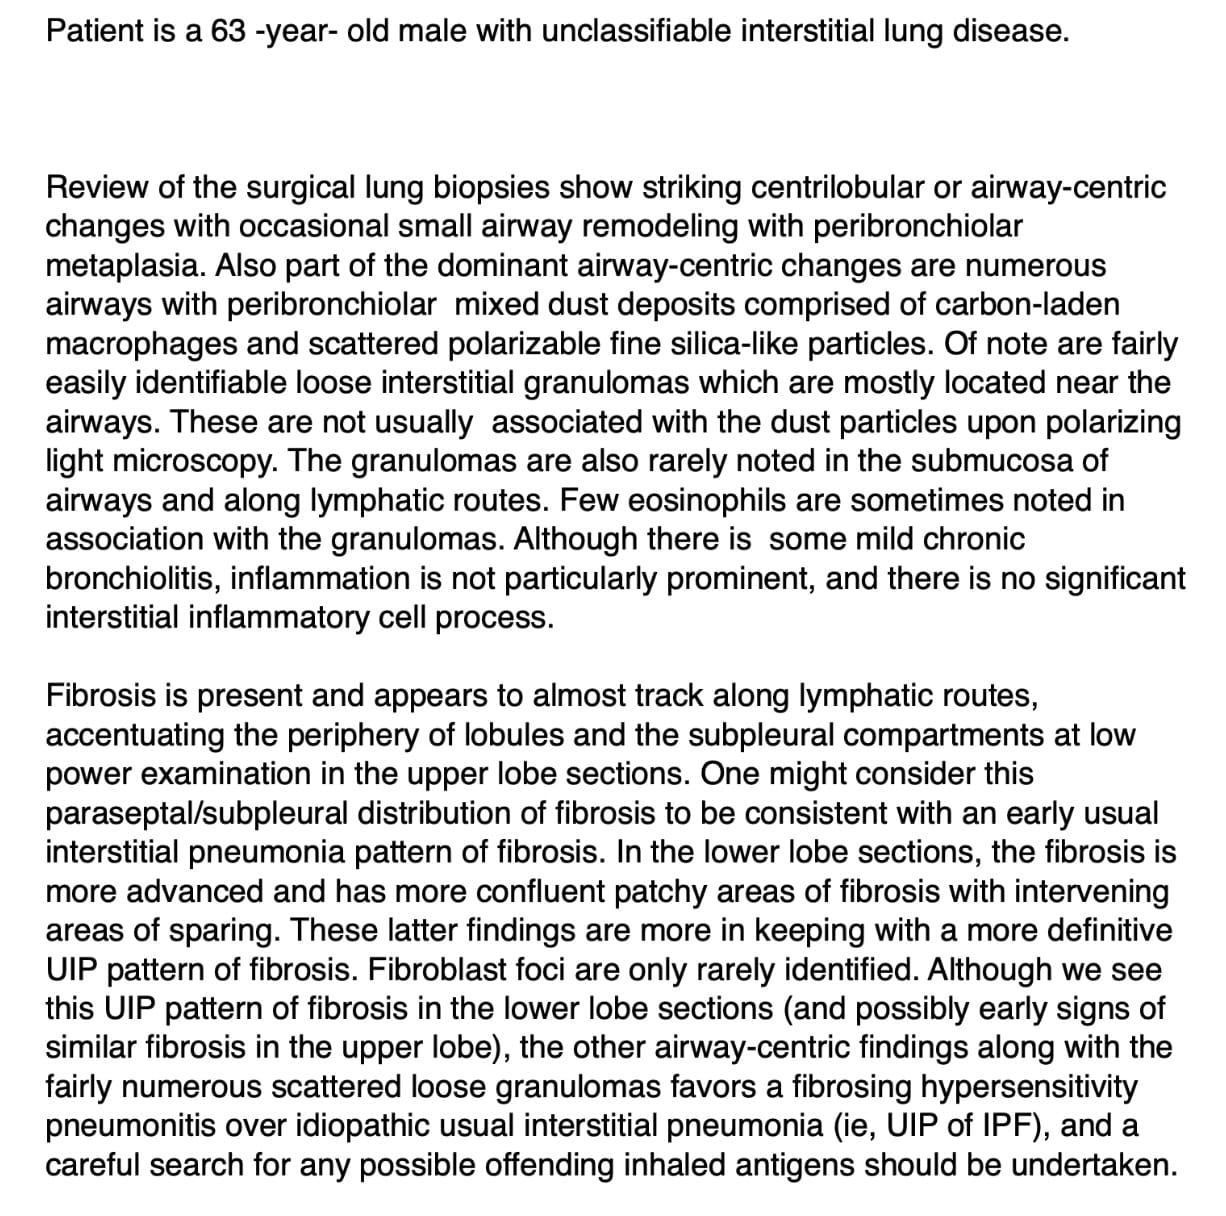 Patient is a 63 -year- old male with unclassifiable interstitial lung disease.
Review of the surgical lung biopsies show striking centrilobular or airway-centric
changes with occasional small airway remodeling with peribronchiolar
metaplasia. Also part of the dominant airway-centric changes are numerous
airways with peribronchiolar  mixed dust deposits comprised of carbon-laden
macrophages and scattered polarizable fine silica-like particles. Of note are fairly
easily identifiable loose interstitial granulomas which are mostly located near the
airways. These are not usually  associated with the dust particles upon polarizing
light microscopy. The granulomas are also rarely noted in the submucosa of
airways and along lymphatic routes. Few eosinophils are sometimes noted in
association with the granulomas. Although there is  some mild chronic
bronchiolitis, inflammation is not particularly prominent, and there is no significant
interstitial inflammatory cell process.
Fibrosis is present and appears to almost track along lymphatic routes,
accentuating the periphery of lobules and the subpleural compartments at low
power examination in the upper lobe sections. One might consider this
paraseptal/subpleural distribution of fibrosis to be consistent with an early usual
interstitial pneumonia pattern of fibrosis. In the lower lobe sections, the fibrosis is
more advanced and has more confluent patchy areas of fibrosis with intervening
areas of sparing. These latter findings are more in keeping with a more definitive
UIP pattern of fibrosis. Fibroblast foci are only rarely identified. Although we see
this UIP pattern of fibrosis in the lower lobe sections (and possibly early signs of
similar fibrosis in the upper lobe), the other airway-centric findings along with the
fairly numerous scattered loose granulomas favors a fibrosing hypersensitivity
pneumonitis over idiopathic usual interstitial pneumonia (ie, UIP of IPF), and a
careful search for any possible offending inhaled antigens should be undertaken.